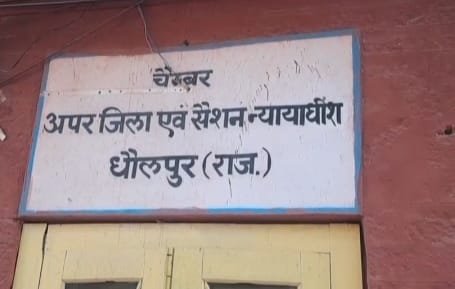 चैम्बर
अपर जिला एवं सैशन न्यायाधीश
धौलपुर (राज.)